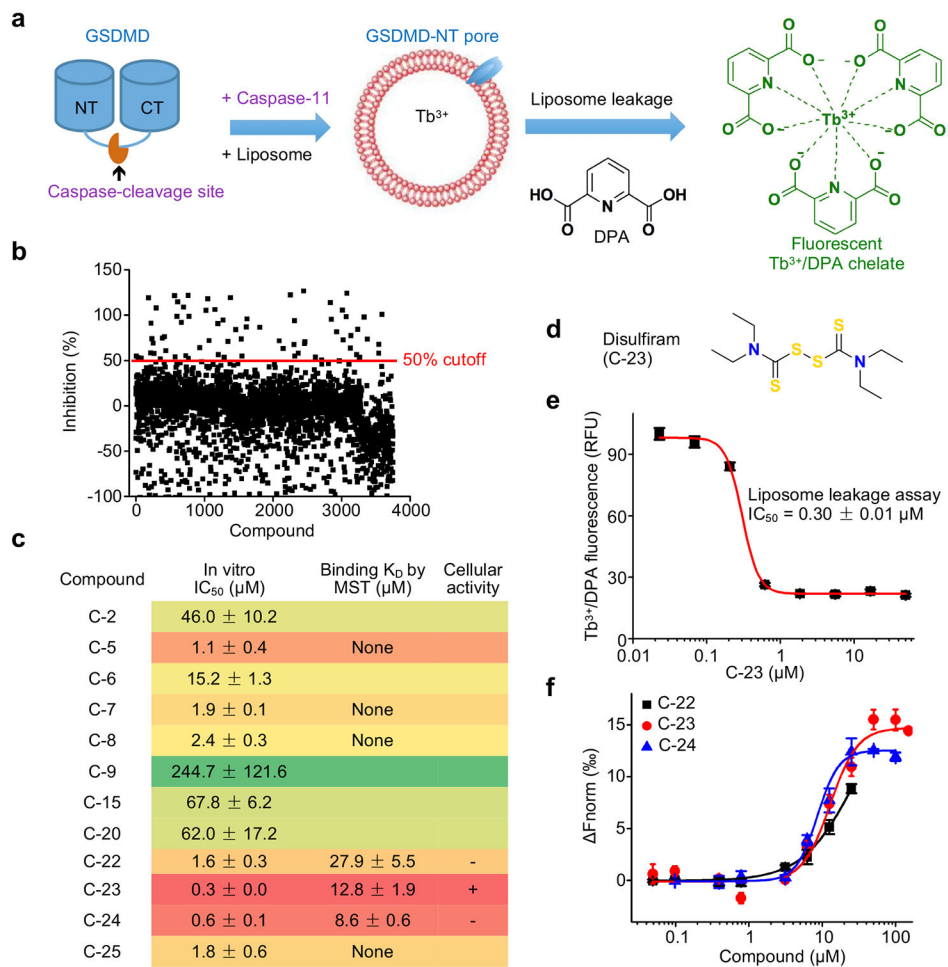 a
GSDMD
NT
CT
Caspase-cleavage site
+ Caspase-11
+ Liposome
GSDMD-NT pore
Tb³⁺
Liposome leakage
HO
OH
N
O
O
DPA
O
O
O⁻
⁻O
O
N
N
O
O⁻
Tb³⁺
⁻O
O
O⁻
O⁻
O
N
O
Fluorescent
Tb³⁺/DPA chelate
b
Inhibition (%)
150
100
50
0
-50
-100
50% cutoff
0
1000
2000
3000
4000
Compound
c
Compound
In vitro IC₅₀ (µM)
Binding K_D by MST (µM)
Cellular activity
C-2 46.0 ± 10.2
C-5 1.1 ± 0.4 None
C-6 15.2 ± 1.3
C-7 1.9 ± 0.1 None
C-8 2.4 ± 0.3 None
C-9 244.7 ± 121.6
C-15 67.8 ± 6.2
C-20 62.0 ± 17.2
C-22 1.6 ± 0.3 27.9 ± 5.5 -
C-23 0.3 ± 0.0 12.8 ± 1.9 +
C-24 0.6 ± 0.1 8.6 ± 0.6 -
C-25 1.8 ± 0.6 None
d
Disulfiram
(C-23)
N
S
S
S
S
N
e
Tb³⁺/DPA fluorescence (RFU)
90
60
30
0
Liposome leakage assay
IC₅₀ = 0.30 ± 0.01 µM
0.01
0.1
1
10
C-23 (µM)
f
C-22
C-23
C-24
ΔFnorm (‰)
15
10
5
0
0.1
1
10
100
Compound (µM)